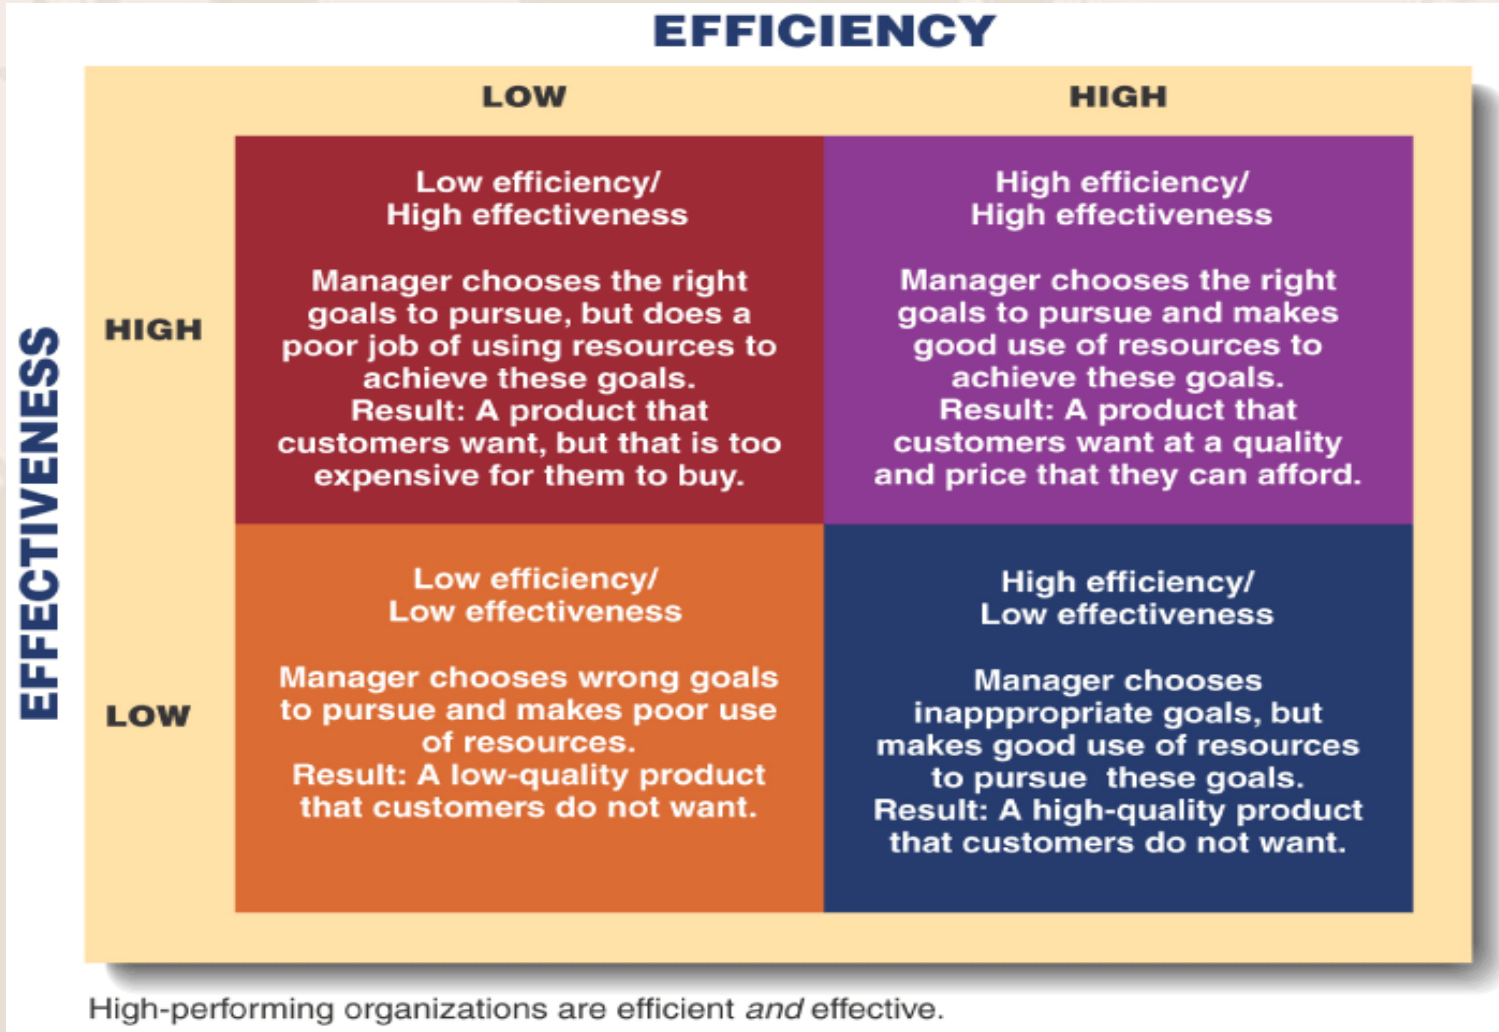 EFFICIENCY
LOW
HIGH
EFFECTIVENESS
HIGH
Low efficiency/
High effectiveness
Manager chooses the right
goals to pursue, but does a
poor job of using resources to
achieve these goals.
Result: A product that
customers want, but that is too
expensive for them to buy.
High efficiency/
High effectiveness
Manager chooses the right
goals to pursue and makes
good use of resources to
achieve these goals.
Result: A product that
customers want at a quality
and price that they can afford.
LOW
Low efficiency/
Low effectiveness
Manager chooses wrong goals
to pursue and makes poor use
of resources.
Result: A low-quality product
that customers do not want.
High efficiency/
Low effectiveness
Manager chooses
inapppropriate goals, but
makes good use of resources
to pursue  these goals.
Result: A high-quality product
that customers do not want.
High-performing organizations are efficient and effective.